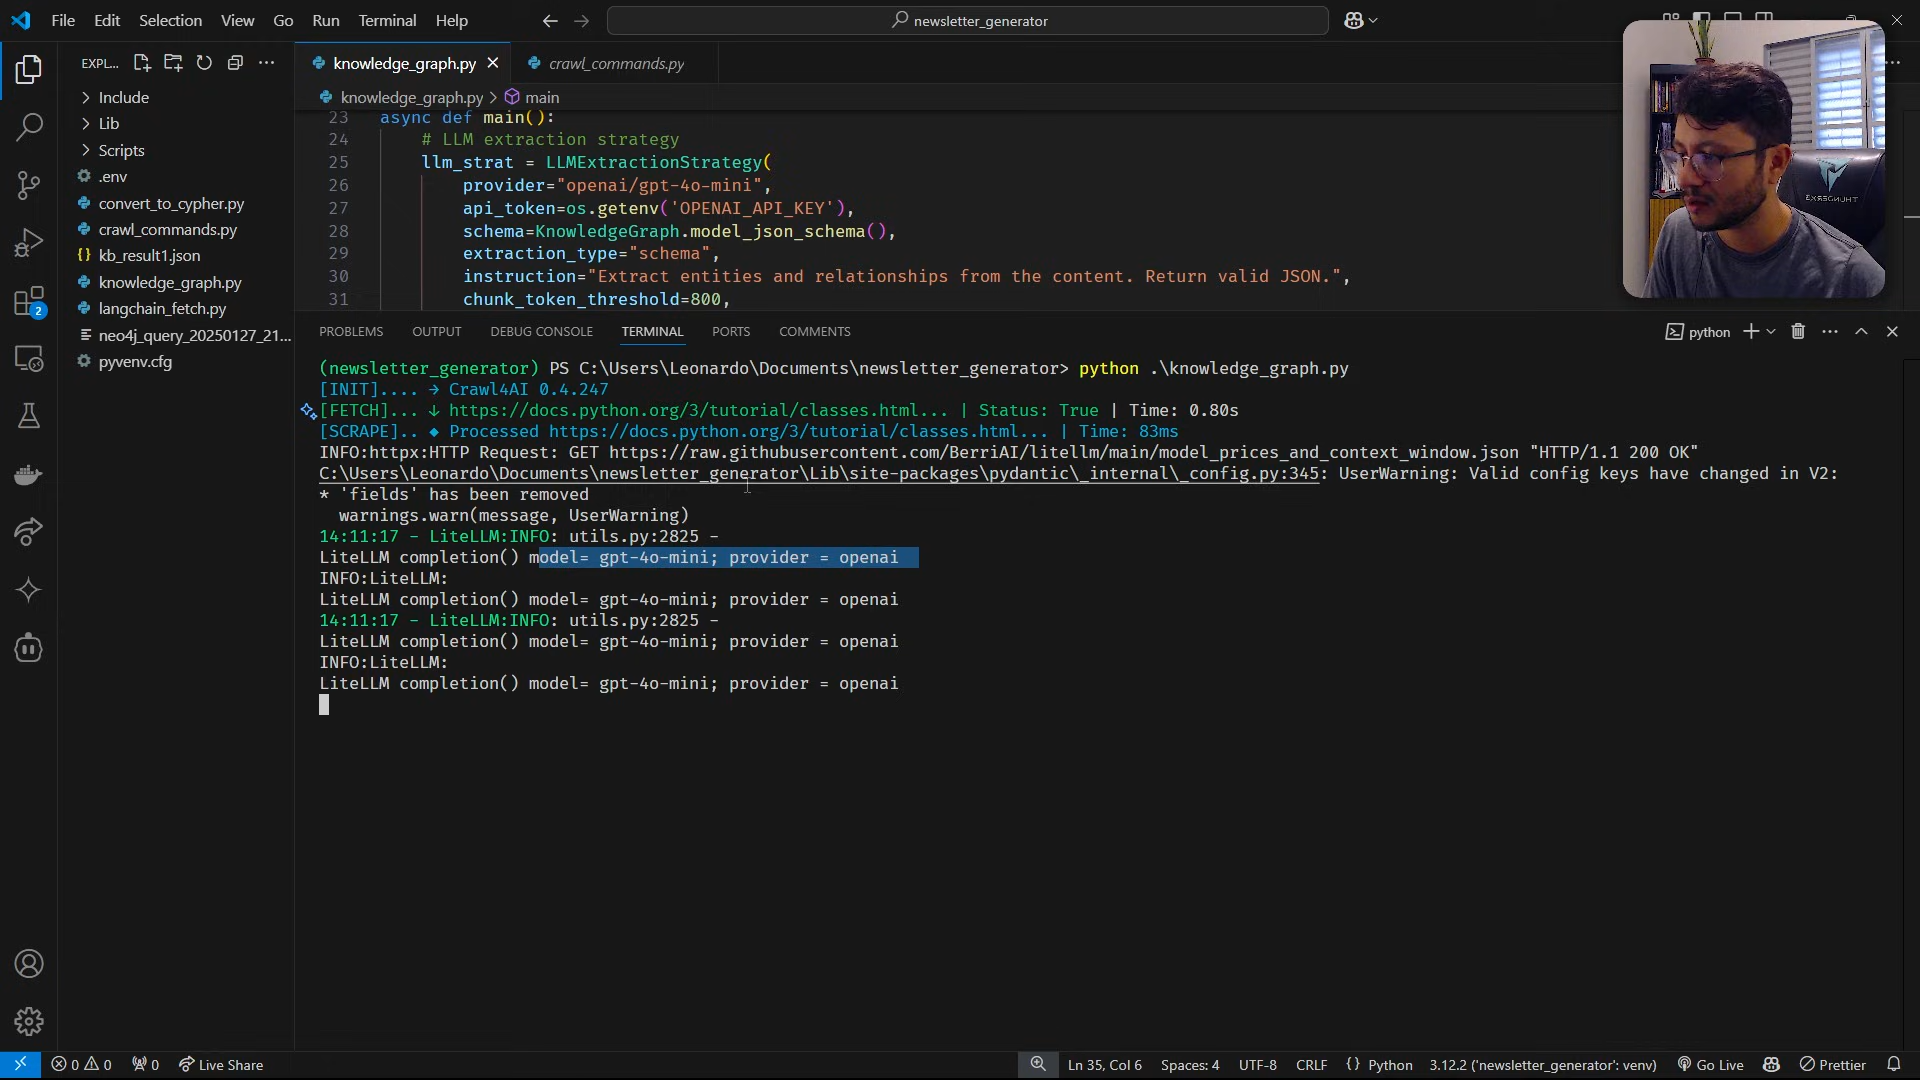 File Edit Selection View Go Run Terminal Help
newsletter_generator
EXPL...
knowledge_graph.py
crawl_commands.py
knowledge_graph.py > main
Include
Lib
Scripts
.env
convert_to_cypher.py
crawl_commands.py
kb_result1.json
knowledge_graph.py
langchain_fetch.py
neo4j_query_20250127_21...
pyvenv.cfg
2
23 async def main():
24 # LLM extraction strategy
25 llm_strat = LLMExtractionStrategy(
26 provider="openai/gpt-4o-mini",
27 api_token=os.getenv('OPENAI_API_KEY'),
28 schema=KnowledgeGraph.model_json_schema(),
29 extraction_type="schema",
30 instruction="Extract entities and relationships from the content. Return valid JSON.",
31 chunk_token_threshold=800,
THUNDERX3
PROBLEMS OUTPUT DEBUG CONSOLE TERMINAL PORTS COMMENTS
python
(newsletter_generator) PS C:\Users\Leonardo\Documents\newsletter_generator> python .\knowledge_graph.py
[INIT].... → Crawl4AI 0.4.247
[FETCH]... ↓ https://docs.python.org/3/tutorial/classes.html... | Status: True | Time: 0.80s
[SCRAPE].. ◆ Processed https://docs.python.org/3/tutorial/classes.html... | Time: 83ms
INFO:httpx:HTTP Request: GET https://raw.githubusercontent.com/BerriAI/litellm/main/model_prices_and_context_window.json "HTTP/1.1 200 OK"
C:\Users\Leonardo\Documents\newsletter_generator\Lib\site-packages\pydantic\_internal\_config.py:345: UserWarning: Valid config keys have changed in V2:
* 'fields' has been removed
warnings.warn(message, UserWarning)
14:11:17 - LiteLLM:INFO: utils.py:2825 -
LiteLLM completion() model= gpt-4o-mini; provider = openai
INFO:LiteLLM:
LiteLLM completion() model= gpt-4o-mini; provider = openai
14:11:17 - LiteLLM:INFO: utils.py:2825 -
LiteLLM completion() model= gpt-4o-mini; provider = openai
INFO:LiteLLM:
LiteLLM completion() model= gpt-4o-mini; provider = openai
0 0 0 Live Share
Ln 35, Col 6 Spaces: 4 UTF-8 CRLF {} Python 3.12.2 ('newsletter_generator': venv) Go Live Prettier